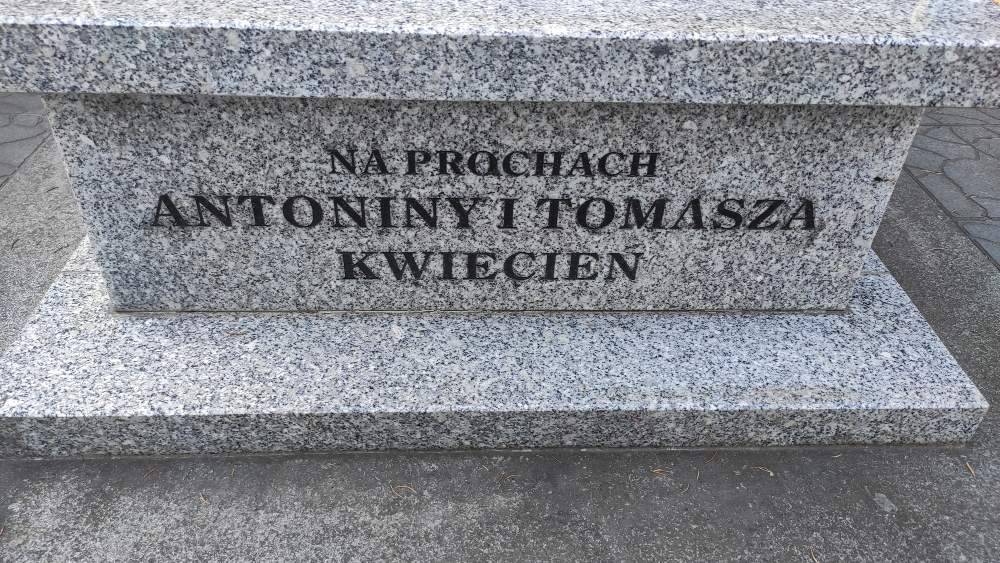 NA PROCHACH
ANTONINY I TOMASZA
KWIECIEŃ